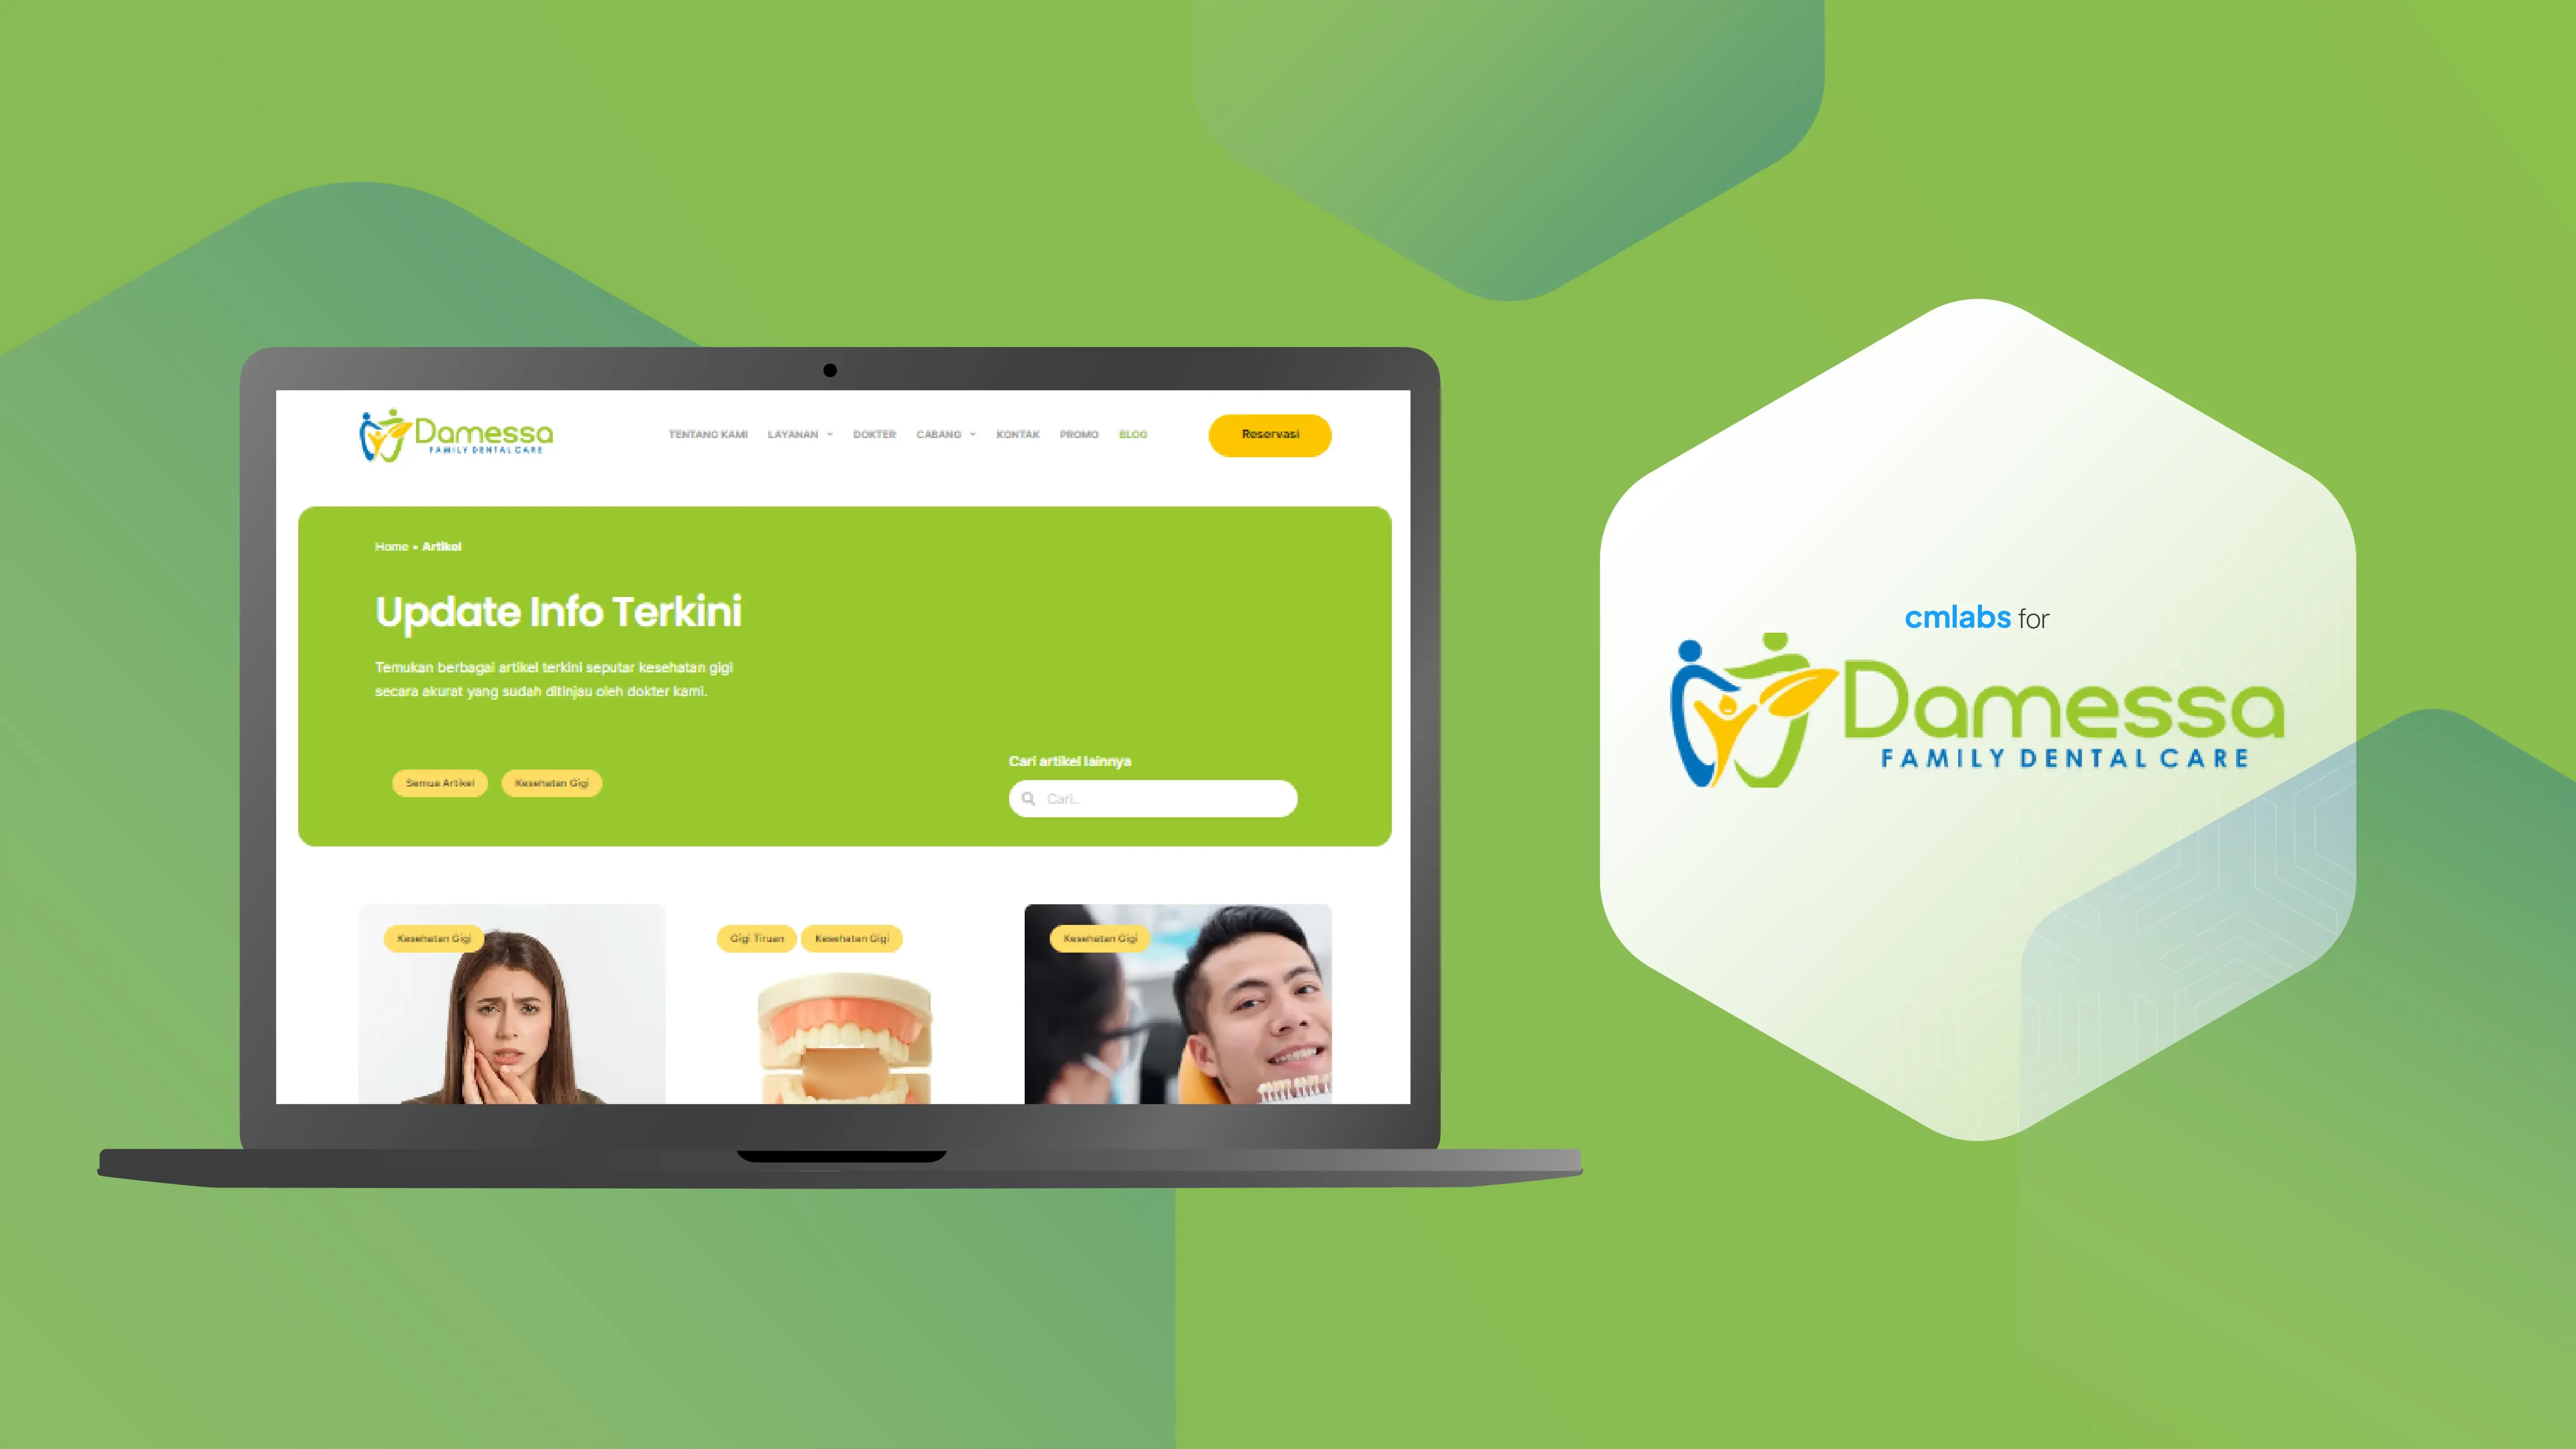 Damessa
FAMILY DENTAL CARE
TENTANG KAMI LAYANAN DOKTER CABANG KONTAK PROMO BLOG
Reservasi
Home • Artikel
Update Info Terkini
Temukan berbagai artikel terkini seputar kesehatan gigi
secara akurat yang sudah ditinjau oleh dokter kami.
Semua Artikel Kesehatan Gigi
Cari artikel lainnya
Cari..
Kesehatan Gigi
Gigi Tiruan Kesehatan Gigi
Kesehatan Gigi
cmlabs for
Damessa
FAMILY DENTAL CARE